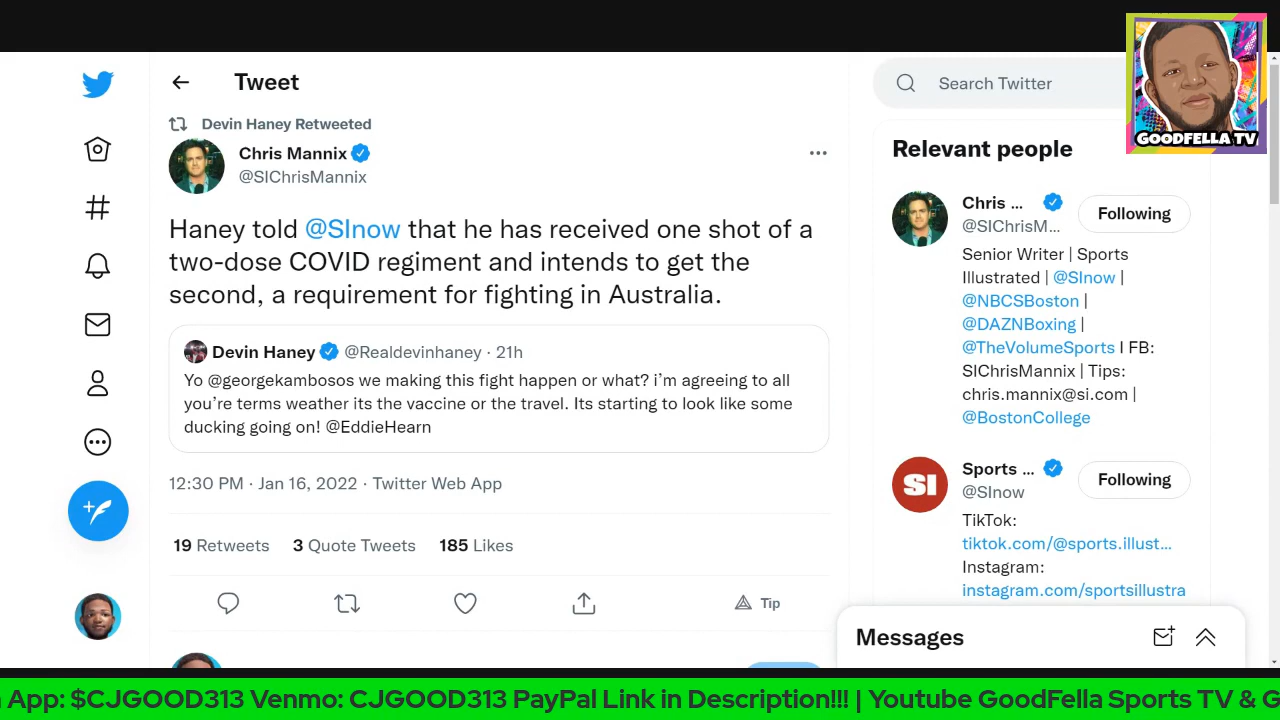 Tweet
Devin Haney Retweeted
Chris Mannix
@SIChrisMannix
Haney told @SInow that he has received one shot of a
two-dose COVID regiment and intends to get the
second, a requirement for fighting in Australia.
Devin Haney @Realdevinhaney · 21h
Yo @georgekambosos we making this fight happen or what? i'm agreeing to all
you're terms weather its the vaccine or the travel. Its starting to look like some
ducking going on! @EddieHearn
12:30 PM · Jan 16, 2022 · Twitter Web App
19 Retweets 3 Quote Tweets 185 Likes
Tip
Search Twitter
GOODFELLA TV
Relevant people
Chris ...
@SIChrisM...
Following
Senior Writer | Sports
Illustrated | @SInow |
@NBCSBoston |
@DAZNBoxing |
@TheVolumeSports I FB:
SIChrisMannix | Tips:
chris.mannix@si.com |
@BostonCollege
SI
Sports ...
@SInow
Following
TikTok:
tiktok.com/@sports.illust...
Instagram:
instagram.com/sportsillustra
Messages
App: $CJGOOD313 Venmo: CJGOOD313 PayPal Link in Description!!! | Youtube GoodFella Sports TV & G